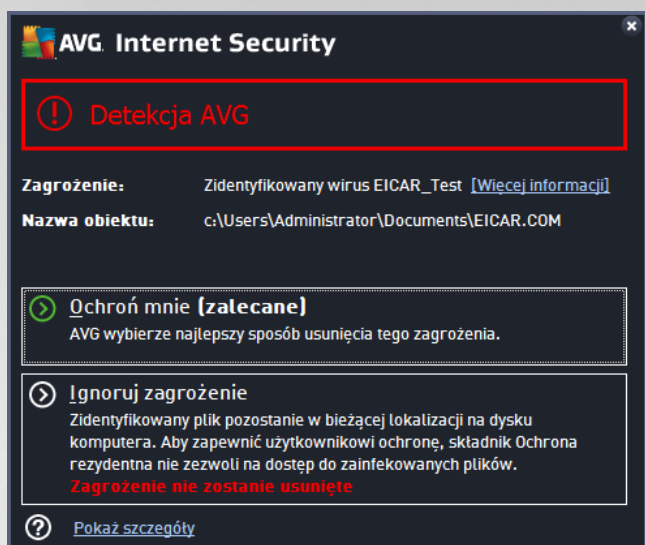 AVG. Internet Security
Detekcja AVG
Zagrożenie: Zidentyfikowany wirus EICAR_Test [Więcej informacji]
Nazwa obiektu: c:\Users\Administrator\Documents\EICAR.COM
Ochroń mnie (zalecane)
AVG wybierze najlepszy sposób usunięcia tego zagrożenia.
Ignoruj zagrożenie
Zidentyfikowany plik pozostanie w bieżącej lokalizacji na dysku
komputera. Aby zapewnić użytkownikowi ochronę, składnik Ochrona
rezydentna nie zezwoli na dostęp do zainfekowanych plików.
Zagrożenie nie zostanie usunięte
Pokaż szczegóły